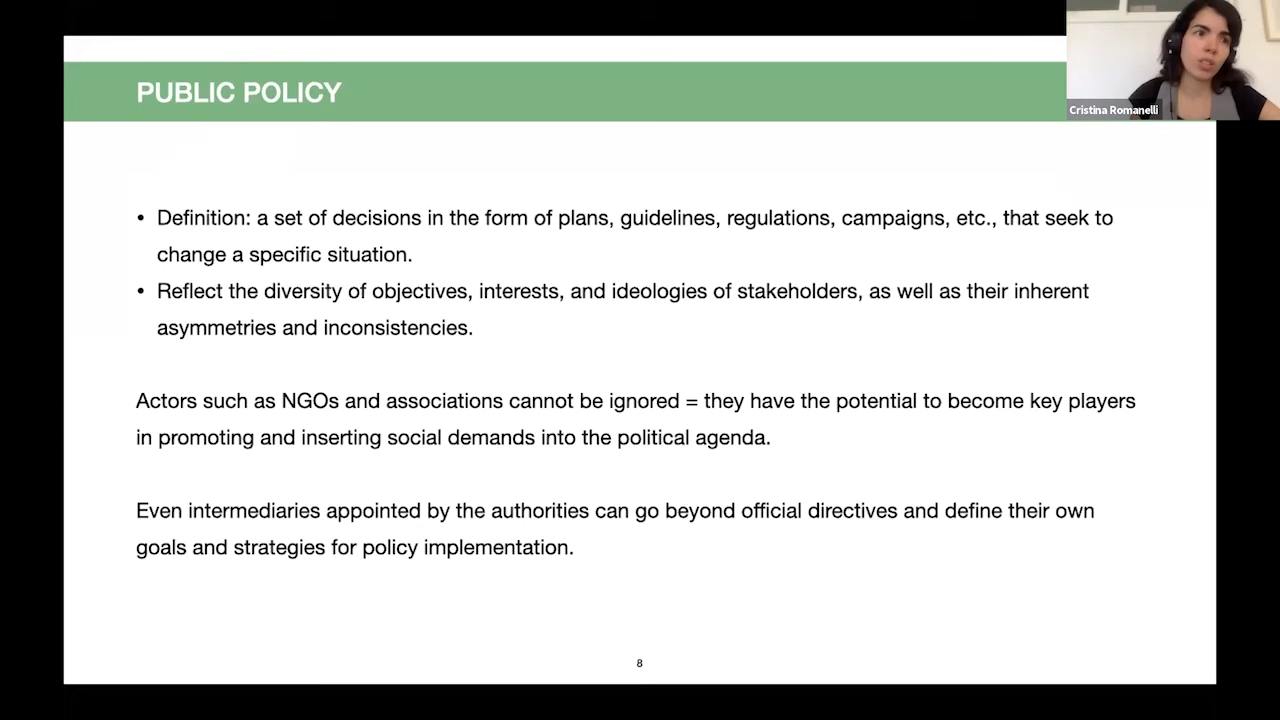 PUBLIC POLICY
Cristina Romanelli
• Definition: a set of decisions in the form of plans, guidelines, regulations, campaigns, etc., that seek to
change a specific situation.
• Reflect the diversity of objectives, interests, and ideologies of stakeholders, as well as their inherent
asymmetries and inconsistencies.
Actors such as NGOs and associations cannot be ignored = they have the potential to become key players
in promoting and inserting social demands into the political agenda.
Even intermediaries appointed by the authorities can go beyond official directives and define their own
goals and strategies for policy implementation.
8